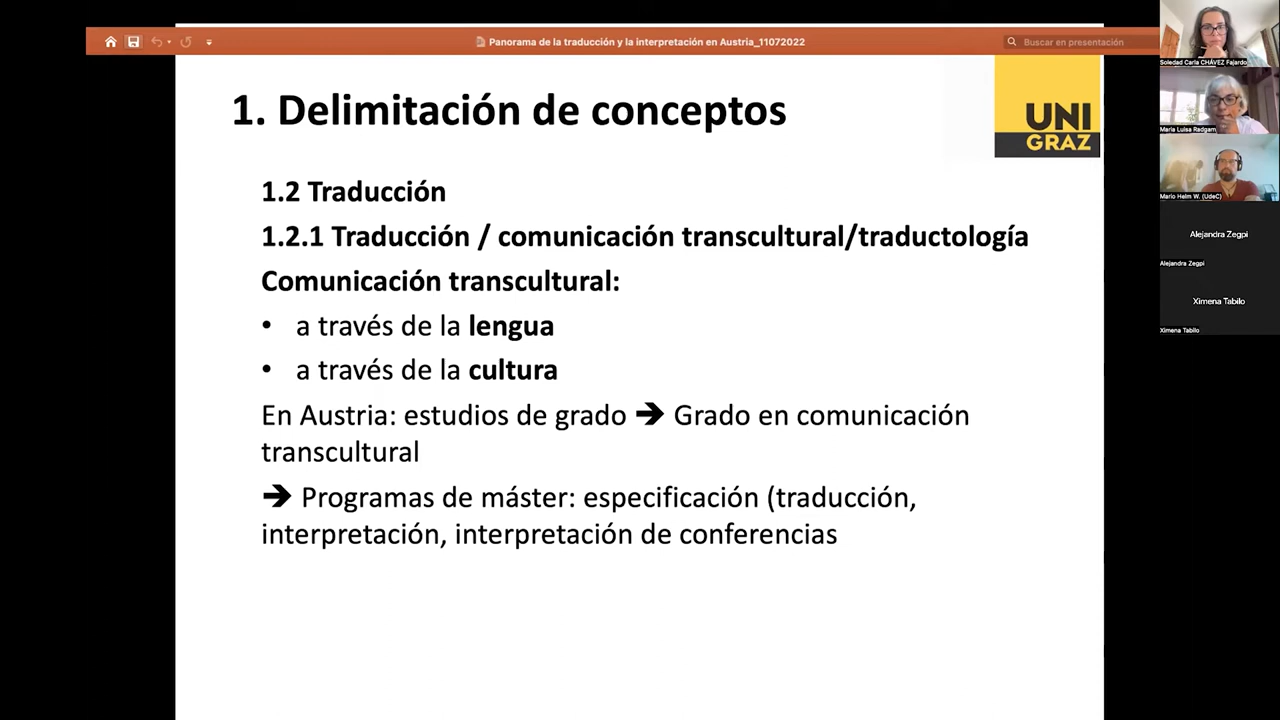 Panorama de la traducción y la interpretación en Austria_11072022
Buscar en presentación
1. Delimitación de conceptos
UNI
GRAZ
1.2 Traducción
1.2.1 Traducción / comunicación transcultural/traductología
Comunicación transcultural:
• a través de la lengua
• a través de la cultura
En Austria: estudios de grado ➔ Grado en comunicación
transcultural
➔ Programas de máster: especificación (traducción,
interpretación, interpretación de conferencias
Soledad Carla CHÁVEZ Fajardo
María Luisa Radgam
Mario Helm W. (UdeC)
Alejandra Zegpi
Alejandra Zegpi
Ximena Tabilo
Ximena Tabilo